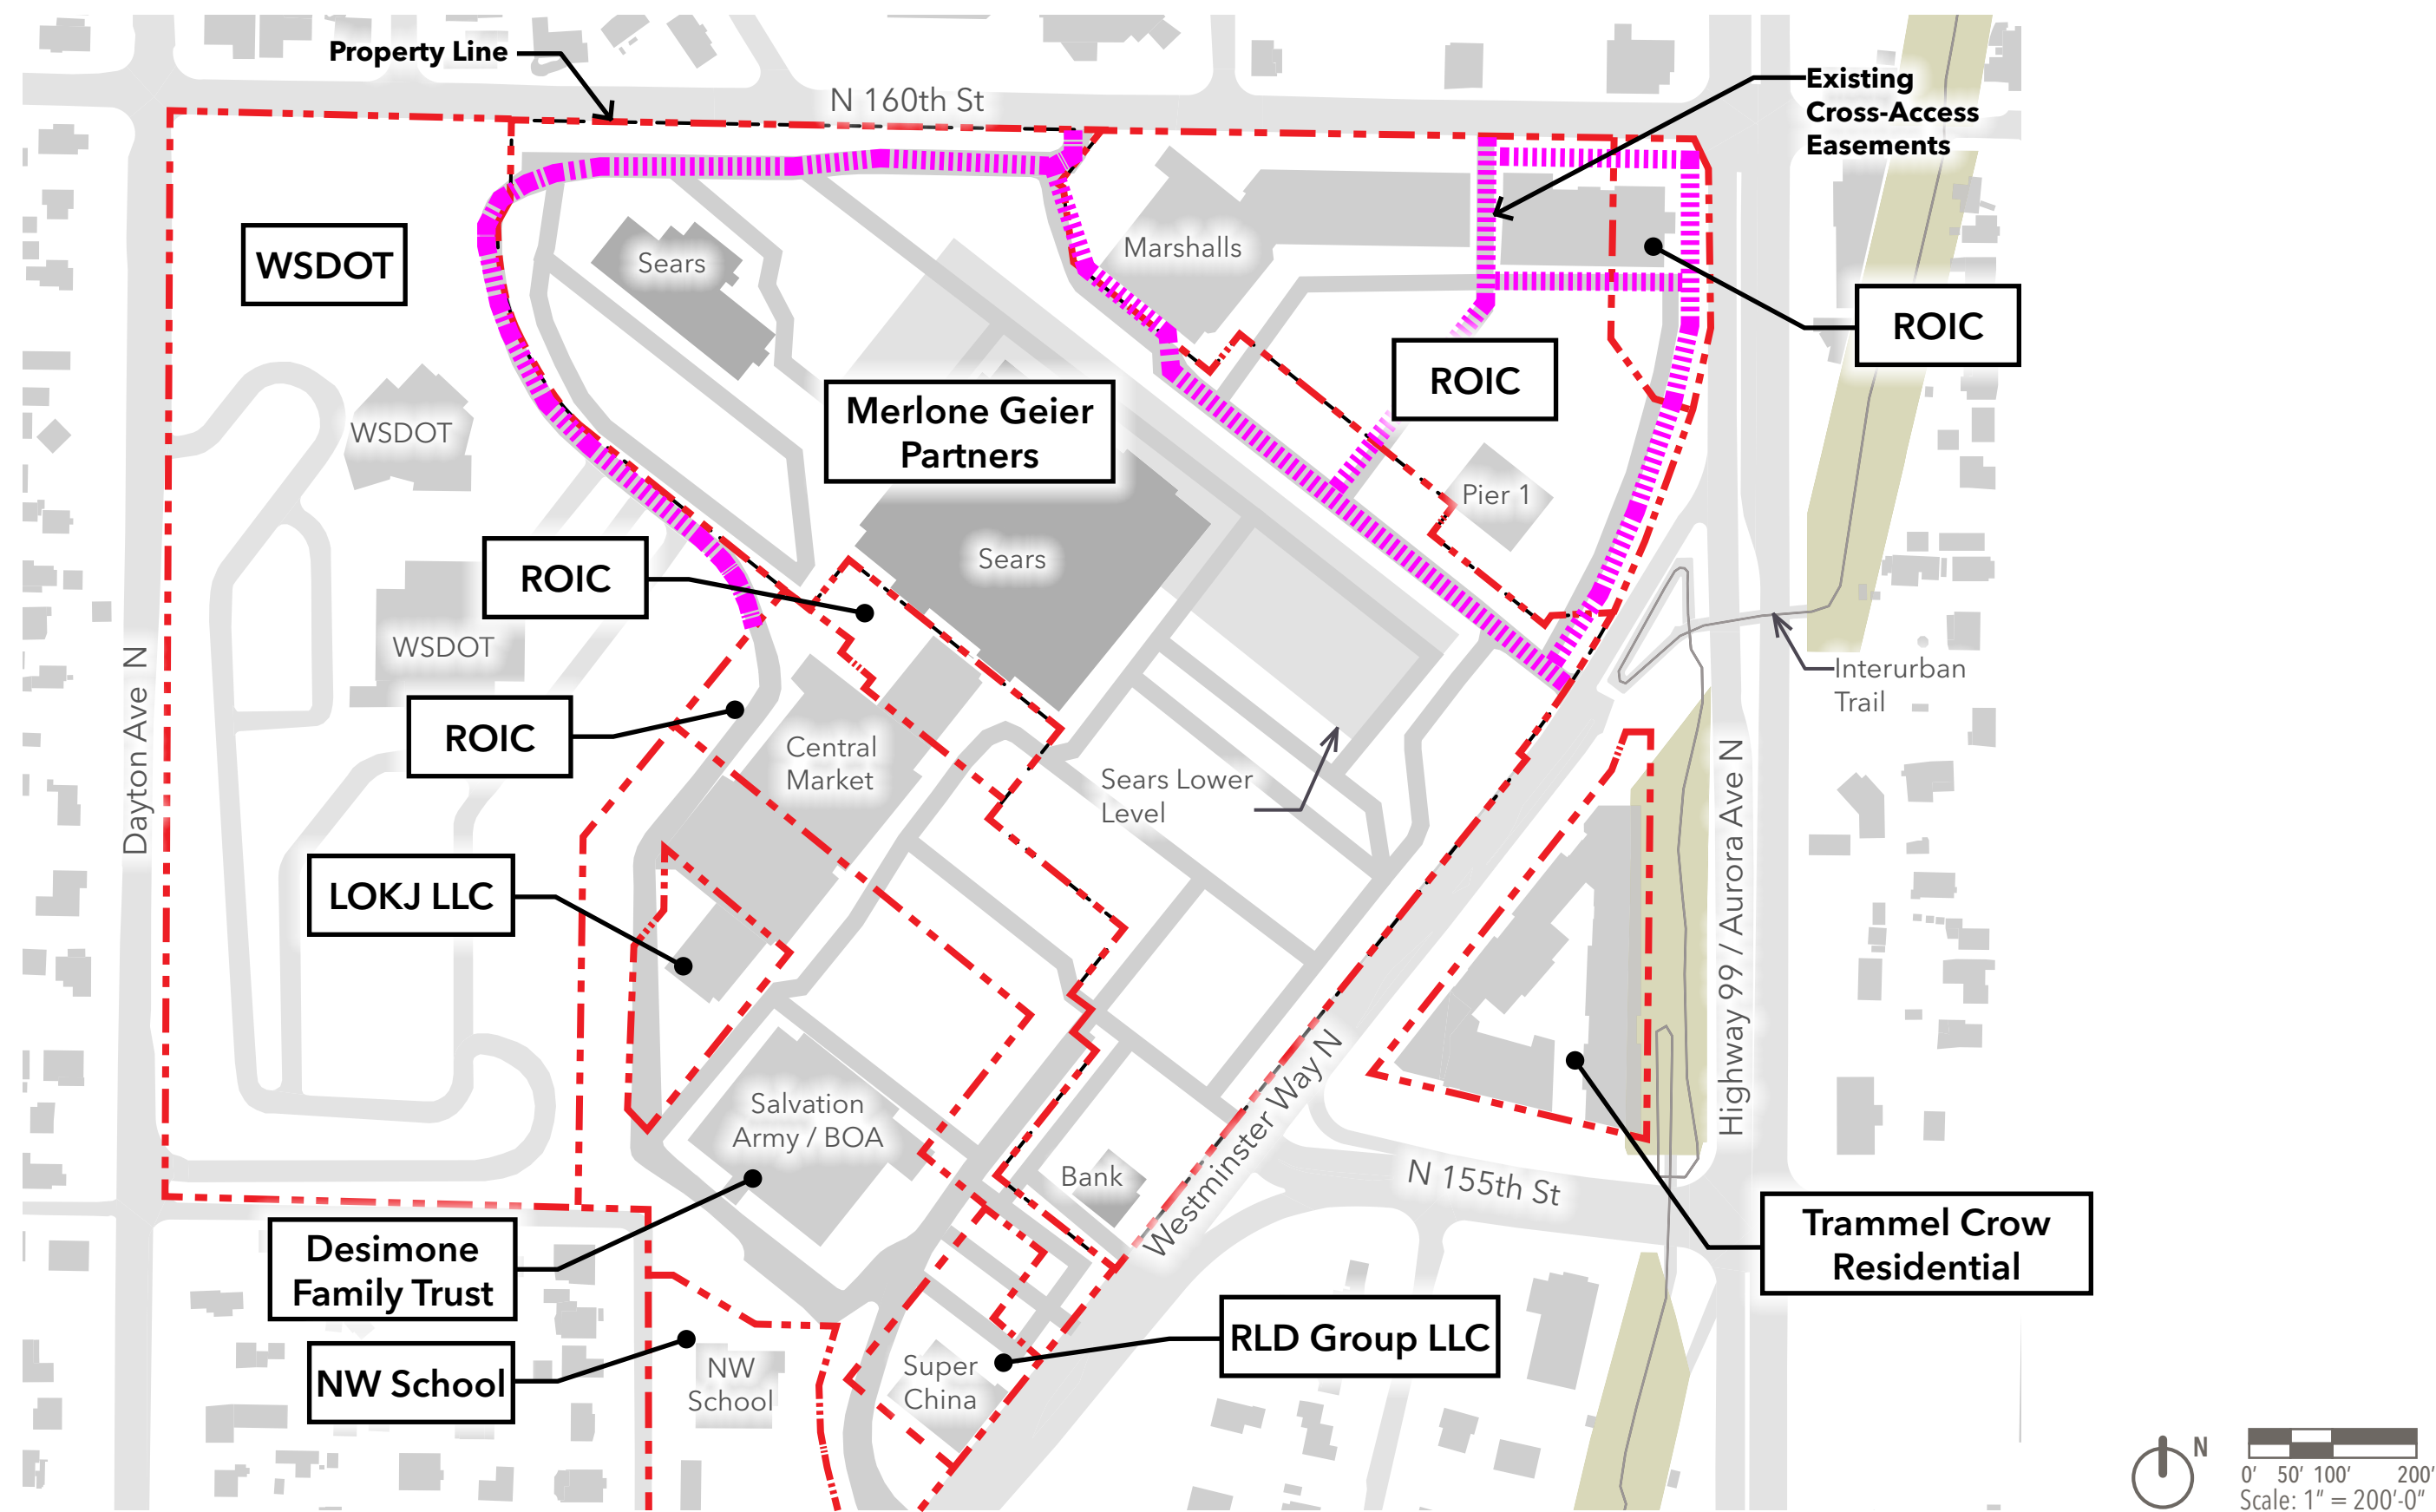 Property Line
N 160th St
Existing
Cross-Access
Easements
WSDOT
Sears
Marshalls
ROIC
ROIC
Merlone Geier
Partners
WSDOT
Pier 1
Sears
ROIC
WSDOT
Interurban
Trail
ROIC
Central
Market
Sears Lower
Level
Dayton Ave N
Highway 99 / Aurora Ave N
LOKJ LLC
Salvation
Army / BOA
Bank
Westminster Way N
N 155th St
Desimone
Family Trust
Trammel Crow
Residential
NW School
NW
School
Super
China
RLD Group LLC
N
0' 50' 100' 200'
Scale: 1" = 200'-0"